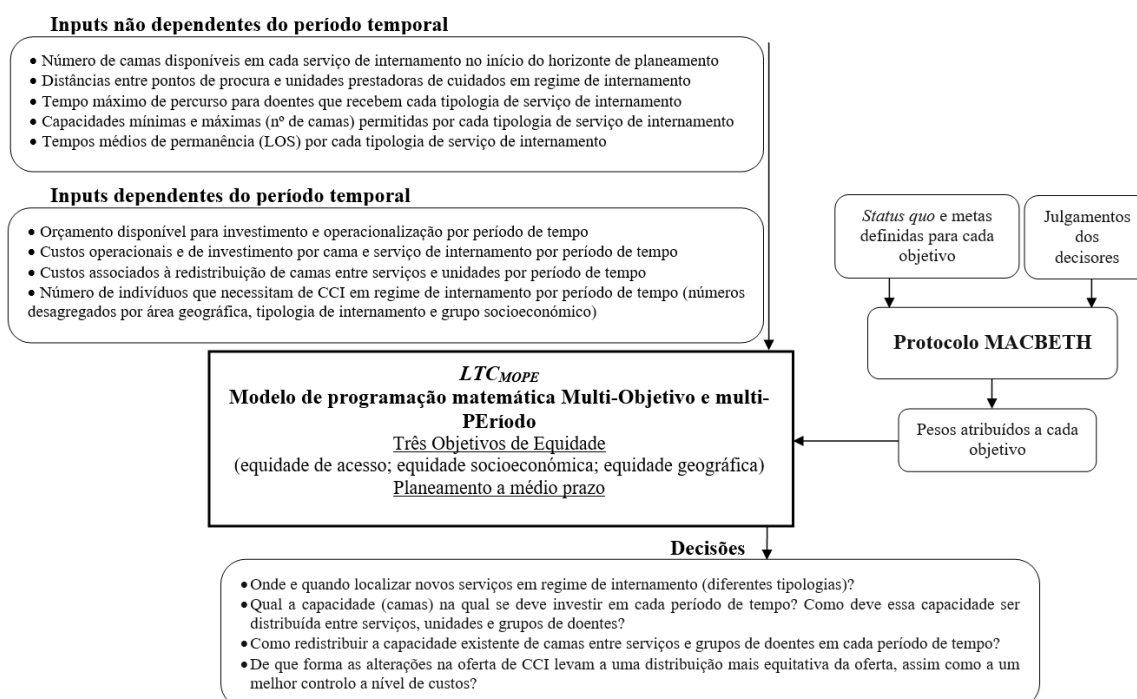 Inputs não dependentes do período temporal
• Número de camas disponíveis em cada serviço de internamento no início do horizonte de planeamento
• Distâncias entre pontos de procura e unidades prestadoras de cuidados em regime de internamento
• Tempo máximo de percurso para doentes que recebem cada tipologia de serviço de internamento
• Capacidades mínimas e máximas (nº de camas) permitidas por cada tipologia de serviço de internamento
• Tempos médios de permanência (LOS) por cada tipologia de serviço de internamento
Inputs dependentes do período temporal
• Orçamento disponível para investimento e operacionalização por período de tempo
• Custos operacionais e de investimento por cama e serviço de internamento por período de tempo
• Custos associados à redistribuição de camas entre serviços e unidades por período de tempo
• Número de indivíduos que necessitam de CCI em regime de internamento por período de tempo (números
desagregados por área geográfica, tipologia de internamento e grupo socioeconómico)
Status quo e metas
definidas para cada
objetivo
Julgamentos
dos
decisores
Protocolo MACBETH
Pesos atribuídos a cada
objetivo
LTCMOPE
Modelo de programação matemática Multi-Objetivo e multi-
PEríodo
Três Objetivos de Equidade
(equidade de acesso; equidade socioeconómica; equidade geográfica)
Planeamento a médio prazo
Decisões
• Onde e quando localizar novos serviços em regime de internamento (diferentes tipologias)?
• Qual a capacidade (camas) na qual se deve investir em cada período de tempo? Como deve essa capacidade ser
distribuída entre serviços, unidades e grupos de doentes?
• Como redistribuir a capacidade existente de camas entre serviços e grupos de doentes em cada período de tempo?
• De que forma as alterações na oferta de CCI levam a uma distribuição mais equitativa da oferta, assim como a um
melhor controlo a nível de custos?